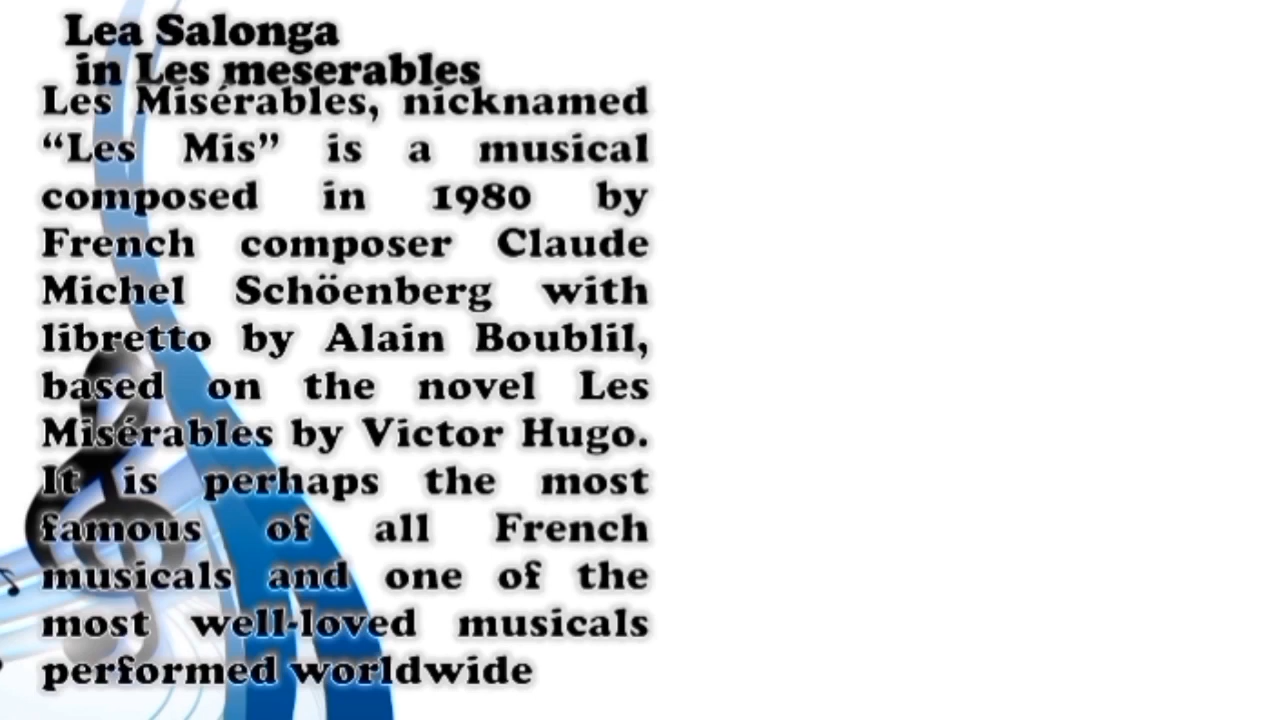 Lea Salonga
in Les meserables
Les Misérables, nicknamed
“Les Mis” is a musical
composed in 1980 by
French composer Claude
Michel Schöenberg with
libretto by Alain Boublil,
based on the novel Les
Misérables by Victor Hugo.
It is perhaps the most
famous of all French
musicals and one of the
most well-loved musicals
performed worldwide